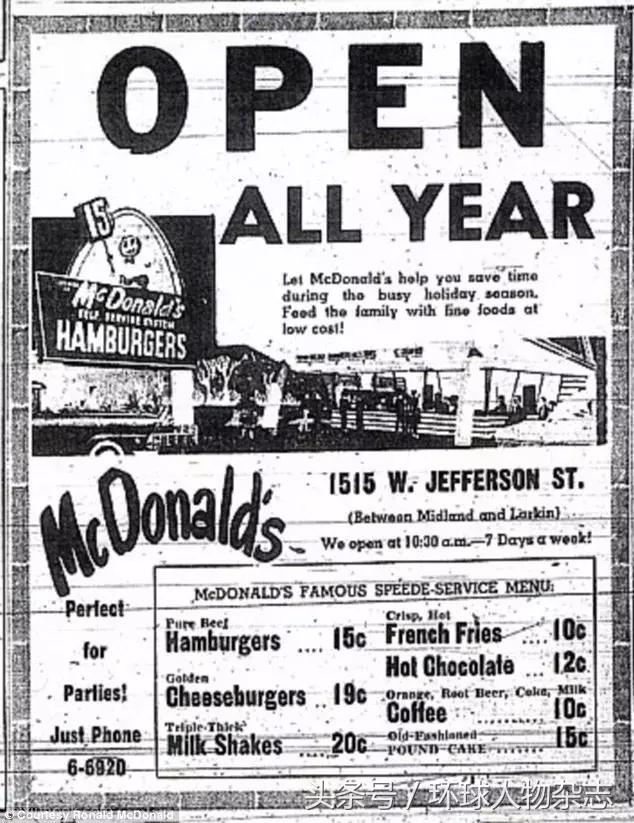 OPEN
ALL YEAR
15
Let McDonald's help you save time
during the busy holiday season.
Feed the family with fine foods at
low cost!
McDonald's
SELF SERVICE SYSTEM
HAMBURGERS
McDonald's
1515 W. JEFFERSON ST.
(Between Midland and Larkin)
We open at 10:30 a.m.—7 Days a week!
Perfect
for
Parties!
Just Phone
6-6920
McDONALD'S FAMOUS SPEEDE-SERVICE MENU:
Pure Beef
Hamburgers .... 15c
Golden
Cheeseburgers .. 19c
Triple-Thick
Milk Shakes ..... 20c
Crisp, Hot
French Fries .... 10c
Hot Chocolate ... 12c
Orange, Root Beer, Coke, Milk
Coffee .......... 10c
Old-Fashioned
POUND CAKE ....... 15c
头条号 / 环球人物杂志
© Courtesy Ronald McDonald